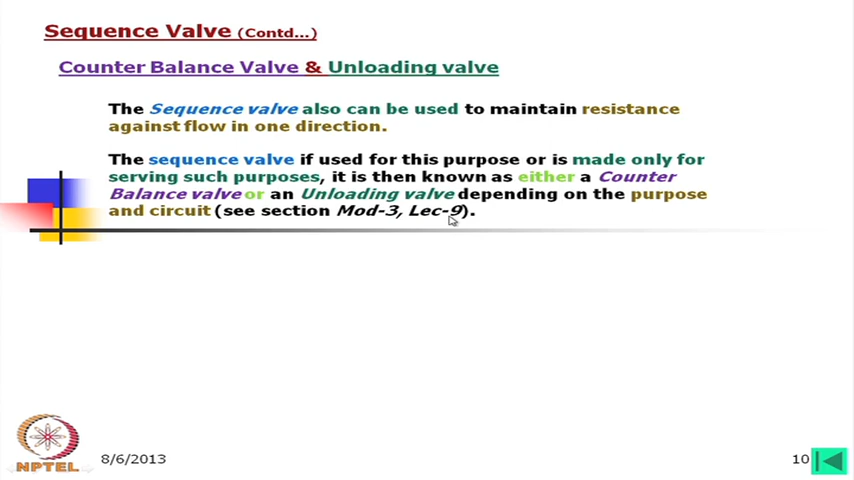 Sequence Valve (Contd...)
Counter Balance Valve & Unloading valve
The Sequence valve also can be used to maintain resistance
against flow in one direction.
The sequence valve if used for this purpose or is made only for
serving such purposes, it is then known as either a Counter
Balance valve or an Unloading valve depending on the purpose
and circuit (see section Mod-3, Lec-9).
NPTEL
8/6/2013
10